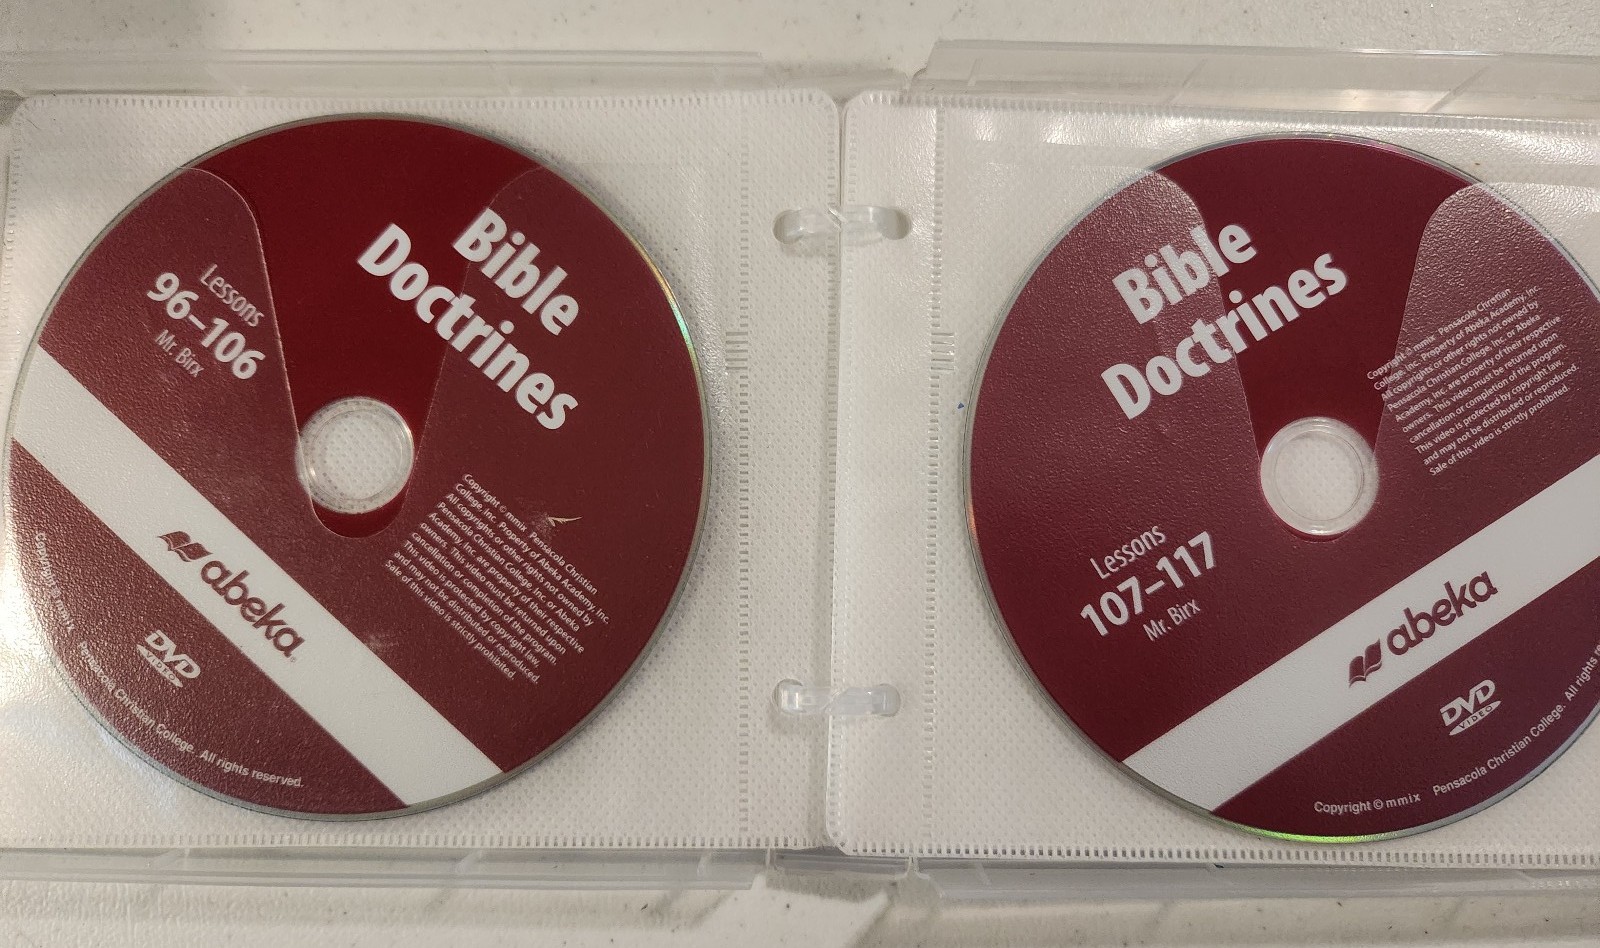 Bible
Doctrines
Lessons
96–106
Mr. Birx
Copyright © mmix Pensacola Christian
College, Inc. Property of Abeka Academy, Inc.
All copyrights or other rights not owned by
Pensacola Christian College, Inc. or Abeka
Academy, Inc. are property of their respective
owners. This video must be returned upon
cancellation or completion of the program.
This video is protected by copyright law,
and may not be distributed or reproduced.
Sale of this video is strictly prohibited.
abeka®
DVD
VIDEO
Copyright © mmix Pensacola Christian College. All rights reserved.
Bible
Doctrines
Copyright © mmix Pensacola Christian
College, Inc. Property of Abeka Academy, Inc.
All copyrights or other rights not owned by
Pensacola Christian College, Inc. or Abeka
Academy, Inc. are property of their respective
owners. This video must be returned upon
cancellation or completion of the program.
This video is protected by copyright law,
and may not be distributed or reproduced.
Sale of this video is strictly prohibited.
Lessons
107–117
Mr. Birx
abeka
DVD
VIDEO
Copyright © mmix Pensacola Christian College. All rights